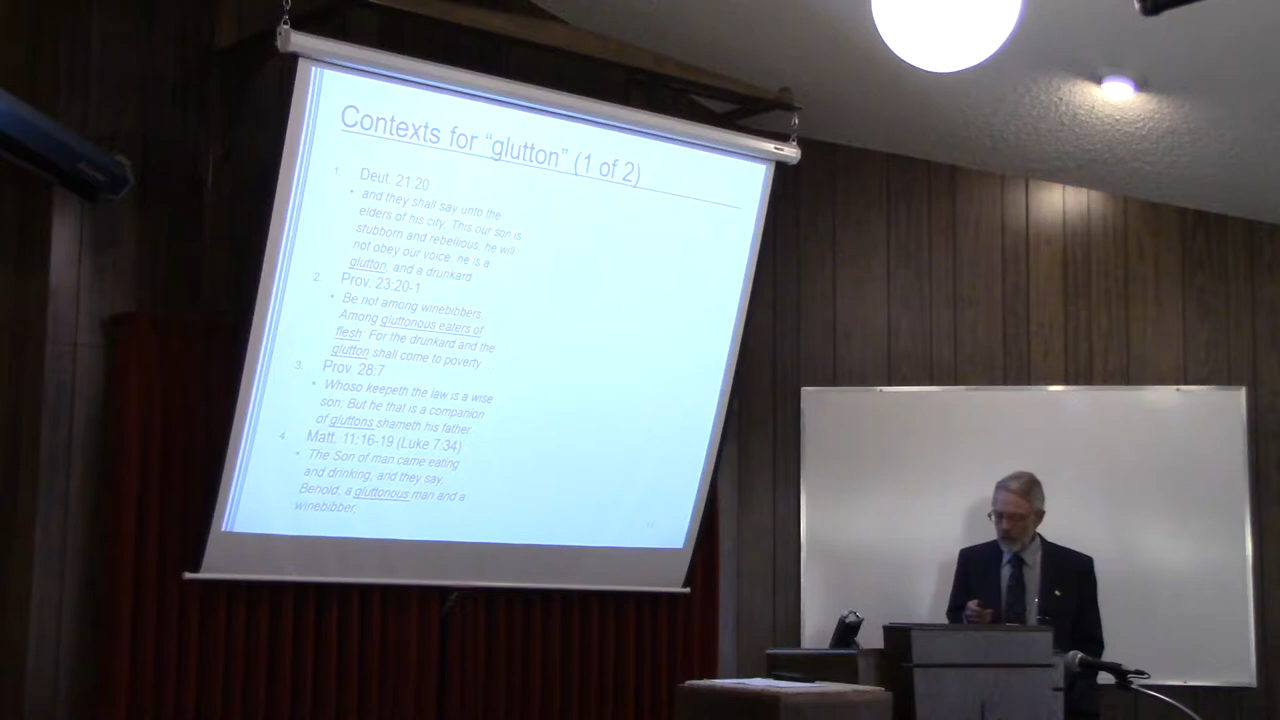 Contexts for “glutton” (1 of 2)
1. Deut. 21:20
• and they shall say unto the
elders of his city, This our son is
stubborn and rebellious, he will
not obey our voice, he is a
glutton, and a drunkard
2. Prov. 23:20-1
• Be not among winebibbers,
Among gluttonous eaters of
flesh: For the drunkard and the
glutton shall come to poverty
3. Prov. 28:7
• Whoso keepeth the law is a wise
son; But he that is a companion
of gluttons shameth his father.
4. Matt. 11:16-19 (Luke 7:34)
• The Son of man came eating
and drinking, and they say,
Behold, a gluttonous man and a
winebibber,